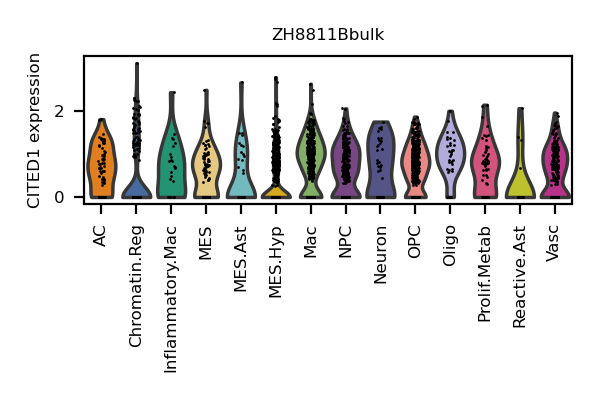 ZH8811Bbulk
CITED1 expression
2
0
AC
Chromatin.Reg
Inflammatory.Mac
MES
MES.Ast
MES.Hyp
Mac
NPC
Neuron
OPC
Oligo
Prolif.Metab
Reactive.Ast
Vasc